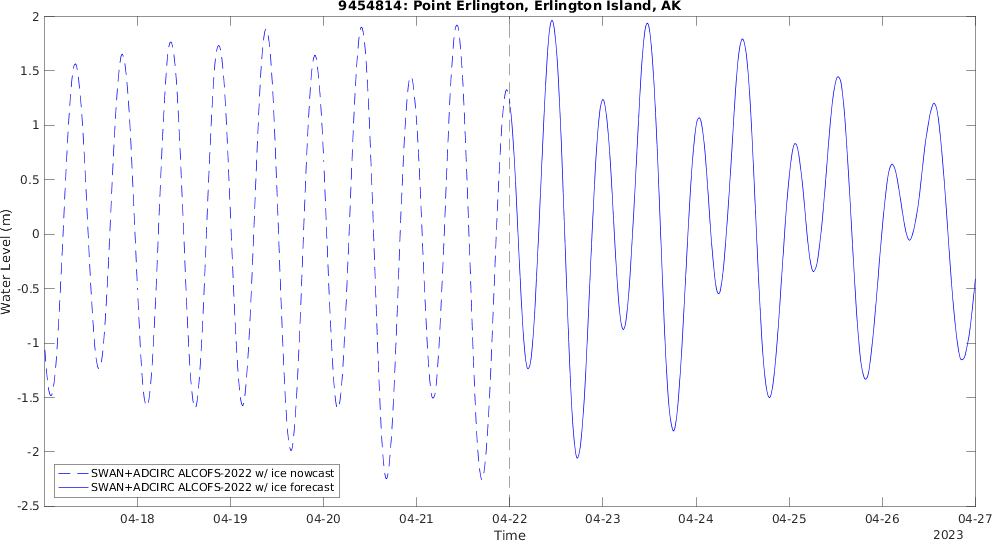 9454814: Point Erlington, Erlington Island, AK
2
1.5
1
0.5
0
-0.5
-1
-1.5
-2
-2.5
Water Level (m)
SWAN+ADCIRC ALCOFS-2022 w/ ice nowcast
SWAN+ADCIRC ALCOFS-2022 w/ ice forecast
04-18 04-19 04-20 04-21 04-22 04-23 04-24 04-25 04-26 04-27
Time
2023